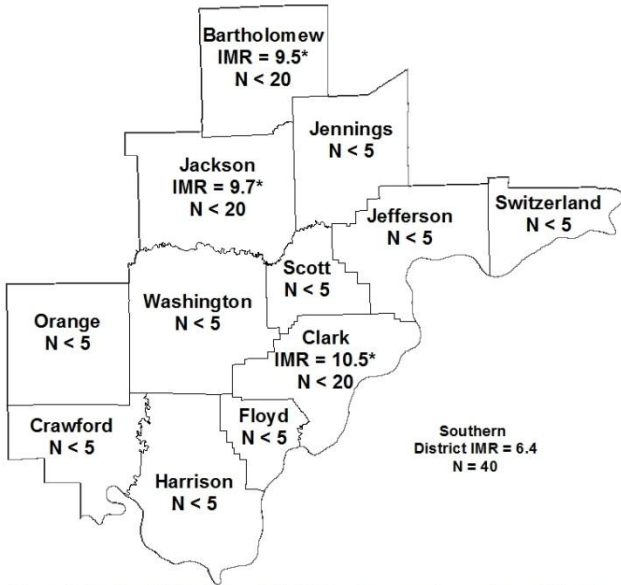 Bartholomew
IMR = 9.5*
N < 20
Jennings
N < 5
Jackson
IMR = 9.7*
N < 20
Jefferson
N < 5
Switzerland
N < 5
Scott
N < 5
Washington
N < 5
Orange
N < 5
Clark
IMR = 10.5*
N < 20
Crawford
N < 5
Floyd
N < 5
Harrison
N < 5
Southern
District IMR = 6.4
N = 40